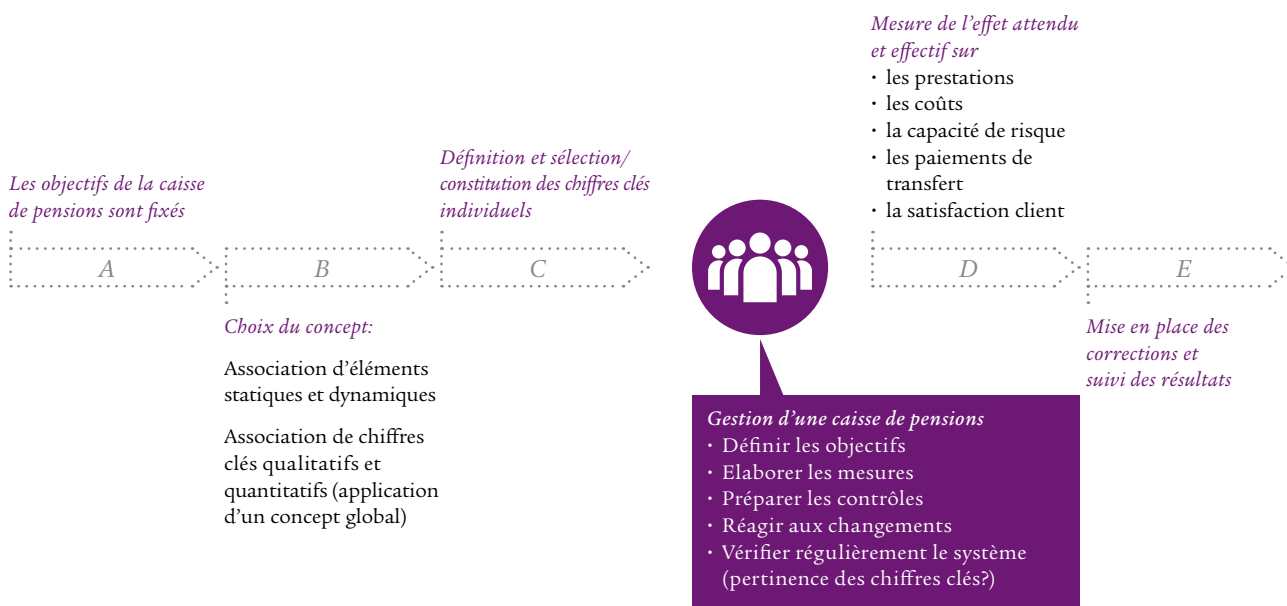 Les objectifs de la caisse
de pensions sont fixés
A
B
Choix du concept:
Association d’éléments
statiques et dynamiques
Association de chiffres
clés qualitatifs et
quantitatifs (application
d’un concept global)
Définition et sélection/
constitution des chiffres clés
individuels
C
Gestion d’une caisse de pensions
· Définir les objectifs
· Elaborer les mesures
· Préparer les contrôles
· Réagir aux changements
· Vérifier régulièrement le système
(pertinence des chiffres clés?)
Mesure de l’effet attendu
et effectif sur
· les prestations
· les coûts
· la capacité de risque
· les paiements de
transfert
· la satisfaction client
D
E
Mise en place des
corrections et
suivi des résultats